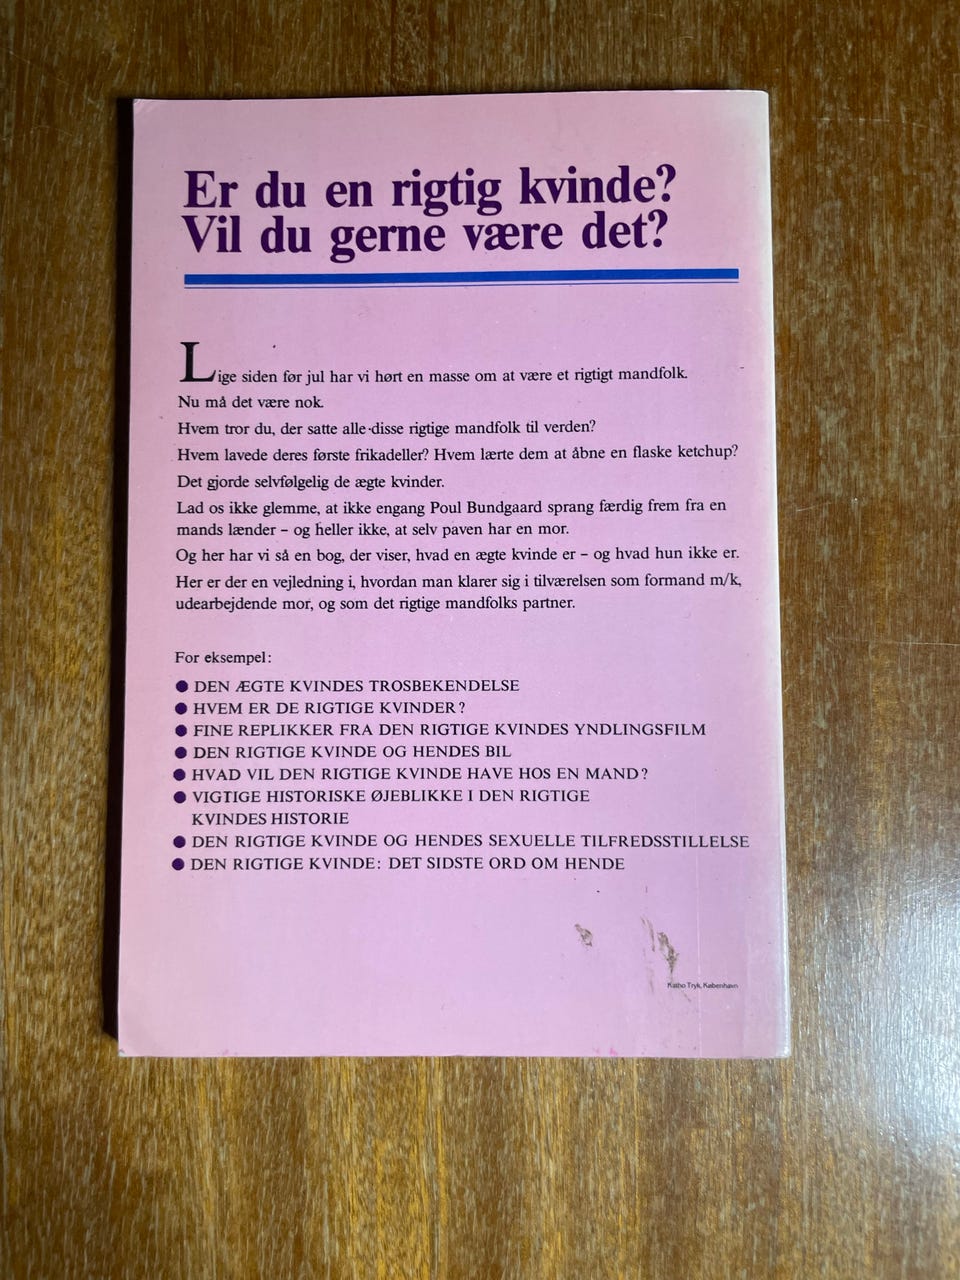 Er du en rigtig kvinde?
Vil du gerne være det?
Lige siden før jul har vi hørt en masse om at være et rigtigt mandfolk.
Nu må det være nok.
Hvem tror du, der satte alle-disse rigtige mandfolk til verden?
Hvem lavede deres første frikadeller? Hvem lærte dem at åbne en flaske ketchup?
Det gjorde selvfølgelig de ægte kvinder.
Lad os ikke glemme, at ikke engang Poul Bundgaard sprang færdig frem fra en
mands lænder – og heller ikke, at selv paven har en mor.
Og her har vi så en bog, der viser, hvad en ægte kvinde er – og hvad hun ikke er.
Her er der en vejledning i, hvordan man klarer sig i tilværelsen som formand m/k,
udearbejdende mor, og som det rigtige mandfolks partner.
For eksempel:
● DEN ÆGTE KVINDES TROSBEKENDELSE
● HVEM ER DE RIGTIGE KVINDER?
● FINE REPLIKKER FRA DEN RIGTIGE KVINDES YNDLINGSFILM
● DEN RIGTIGE KVINDE OG HENDES BIL
● HVAD VIL DEN RIGTIGE KVINDE HAVE HOS EN MAND?
● VIGTIGE HISTORISKE ØJEBLIKKE I DEN RIGTIGE
KVINDES HISTORIE
● DEN RIGTIGE KVINDE OG HENDES SEXUELLE TILFREDSSTILLELSE
● DEN RIGTIGE KVINDE: DET SIDSTE ORD OM HENDE
Katho Tryk, København